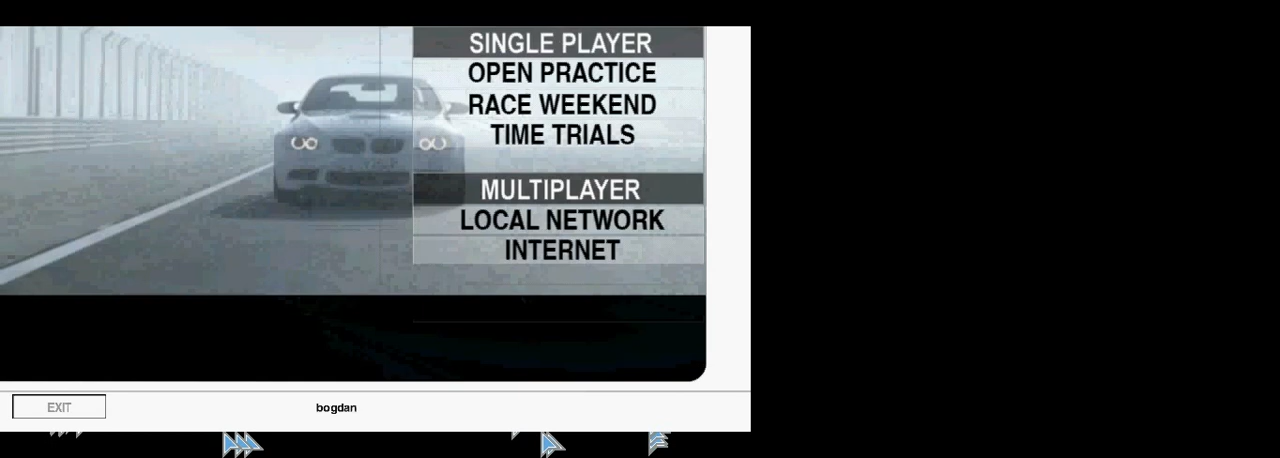 SINGLE PLAYER
OPEN PRACTICE
RACE WEEKEND
TIME TRIALS
MULTIPLAYER
LOCAL NETWORK
INTERNET
EXIT
bogdan